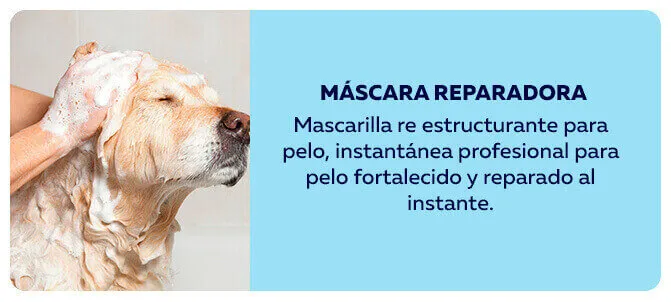 MÁSCARA REPARADORA
Mascarilla re estructurante para
pelo, instantánea profesional para
pelo fortalecido y reparado al
instante.